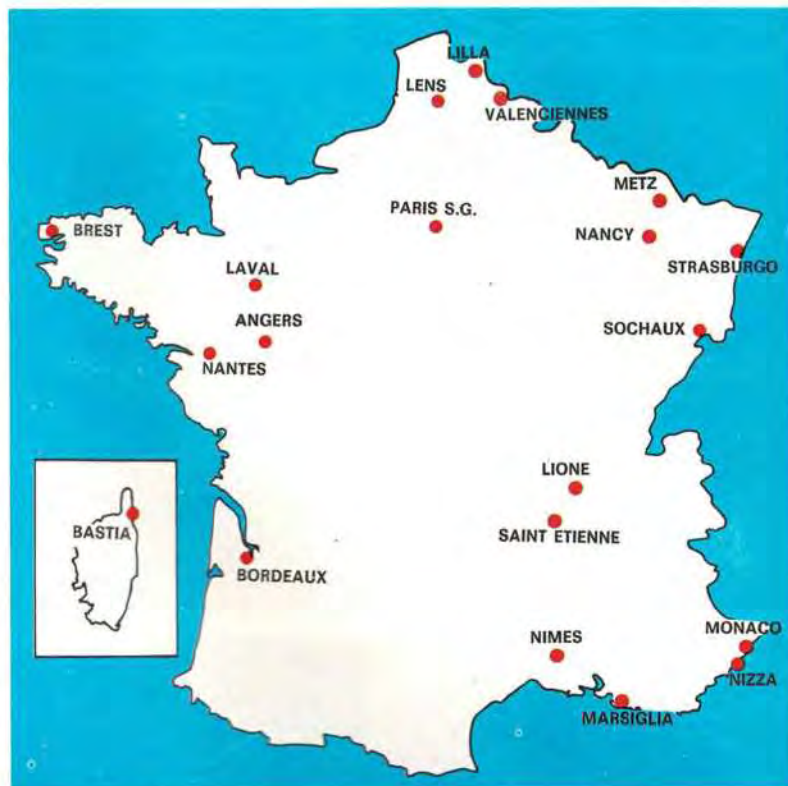 LILLA
LENS
VALENCIENNES
METZ
PARIS S.G.
BREST
NANCY
STRASBURGO
LAVAL
ANGERS
SOCHAUX
NANTES
LIONE
BASTIA
SAINT ETIENNE
BORDEAUX
NIMES
MONACO
NIZZA
MARSIGLIA